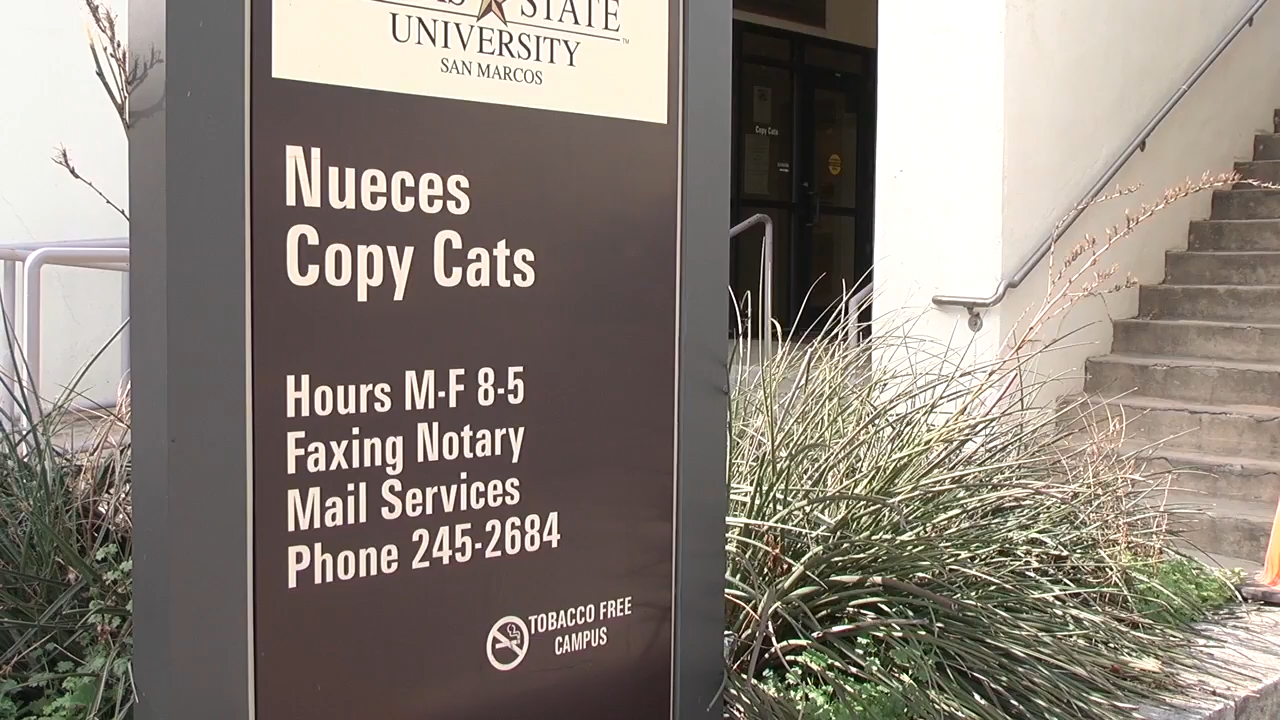 STATE
UNIVERSITY
SAN MARCOS
Nueces
Copy Cats
Hours M-F 8-5
Faxing Notary
Mail Services
Phone 245-2684
TOBACCO FREE
CAMPUS
Copy Cats